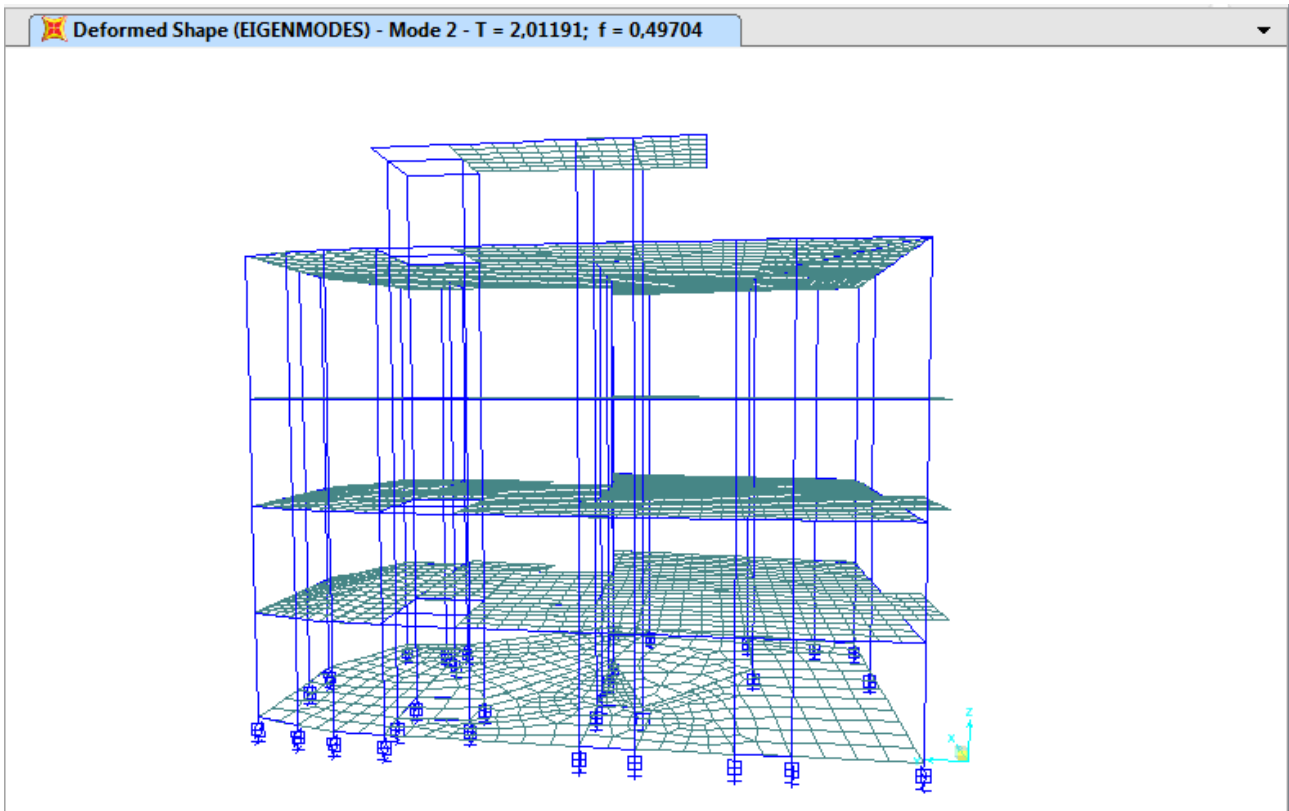 Deformed Shape (EIGENMODES) - Mode 2 - T = 2,01191; f = 0,49704
Z
X